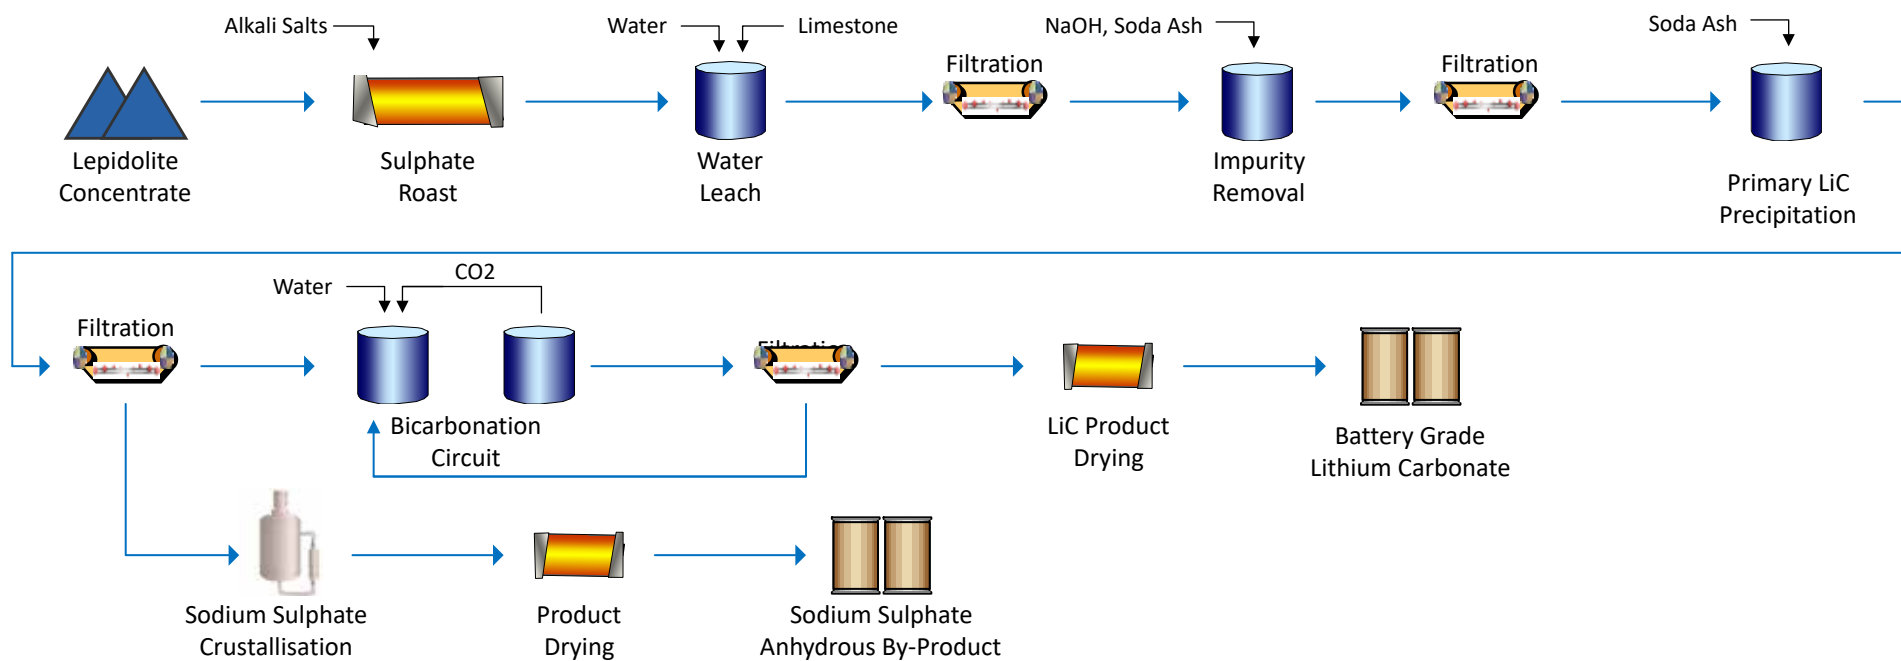 Alkali Salts
Water
Limestone
NaOH, Soda Ash
Soda Ash
Filtration
Filtration
Lepidolite
Concentrate
Sulphate
Roast
Water
Leach
Impurity
Removal
Primary LiC
Precipitation
Water
CO2
Filtration
Filtration
Bicarbonation
Circuit
LiC Product
Drying
Battery Grade
Lithium Carbonate
Sodium Sulphate
Crustallisation
Product
Drying
Sodium Sulphate
Anhydrous By-Product